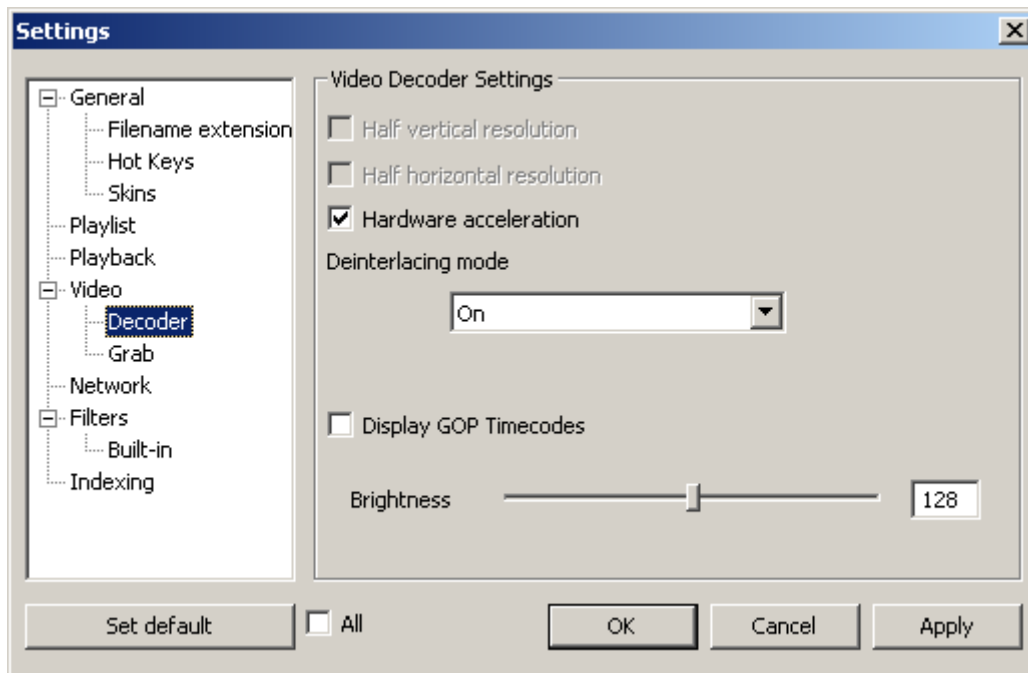 Settings
General
Filename extension
Hot Keys
Skins
Playlist
Playback
Video
Decoder
Grab
Network
Filters
Built-in
Indexing
Video Decoder Settings
Half vertical resolution
Half horizontal resolution
Hardware acceleration
Deinterlacing mode
On
Display GOP Timecodes
Brightness 128
Set default All OK Cancel Apply